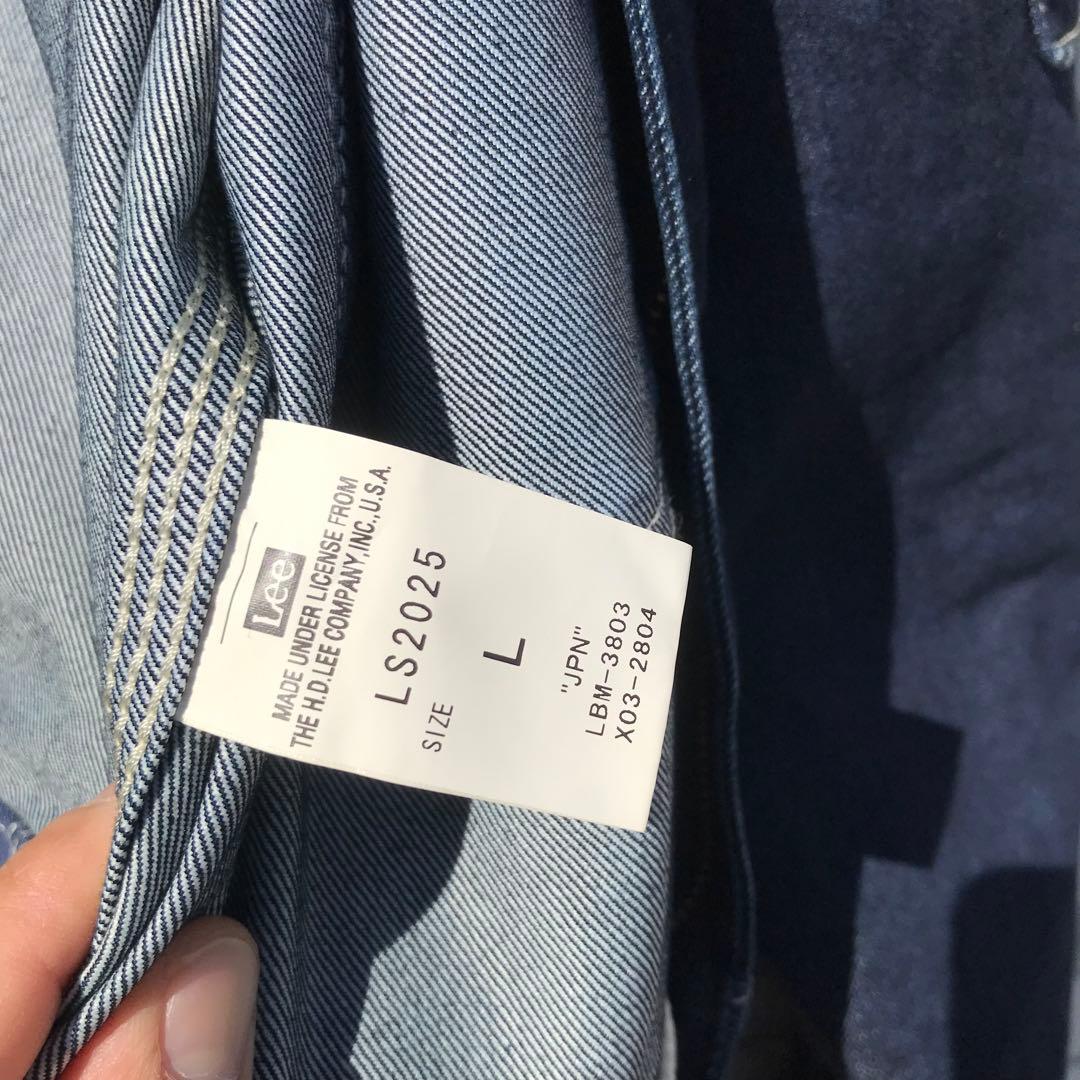 Lee
MADE UNDER LICENSE FROM
THE H.D.LEE COMPANY,INC.,U.S.A.
LS2025
SIZE L
"JPN"
LBM-3803
X03-2804